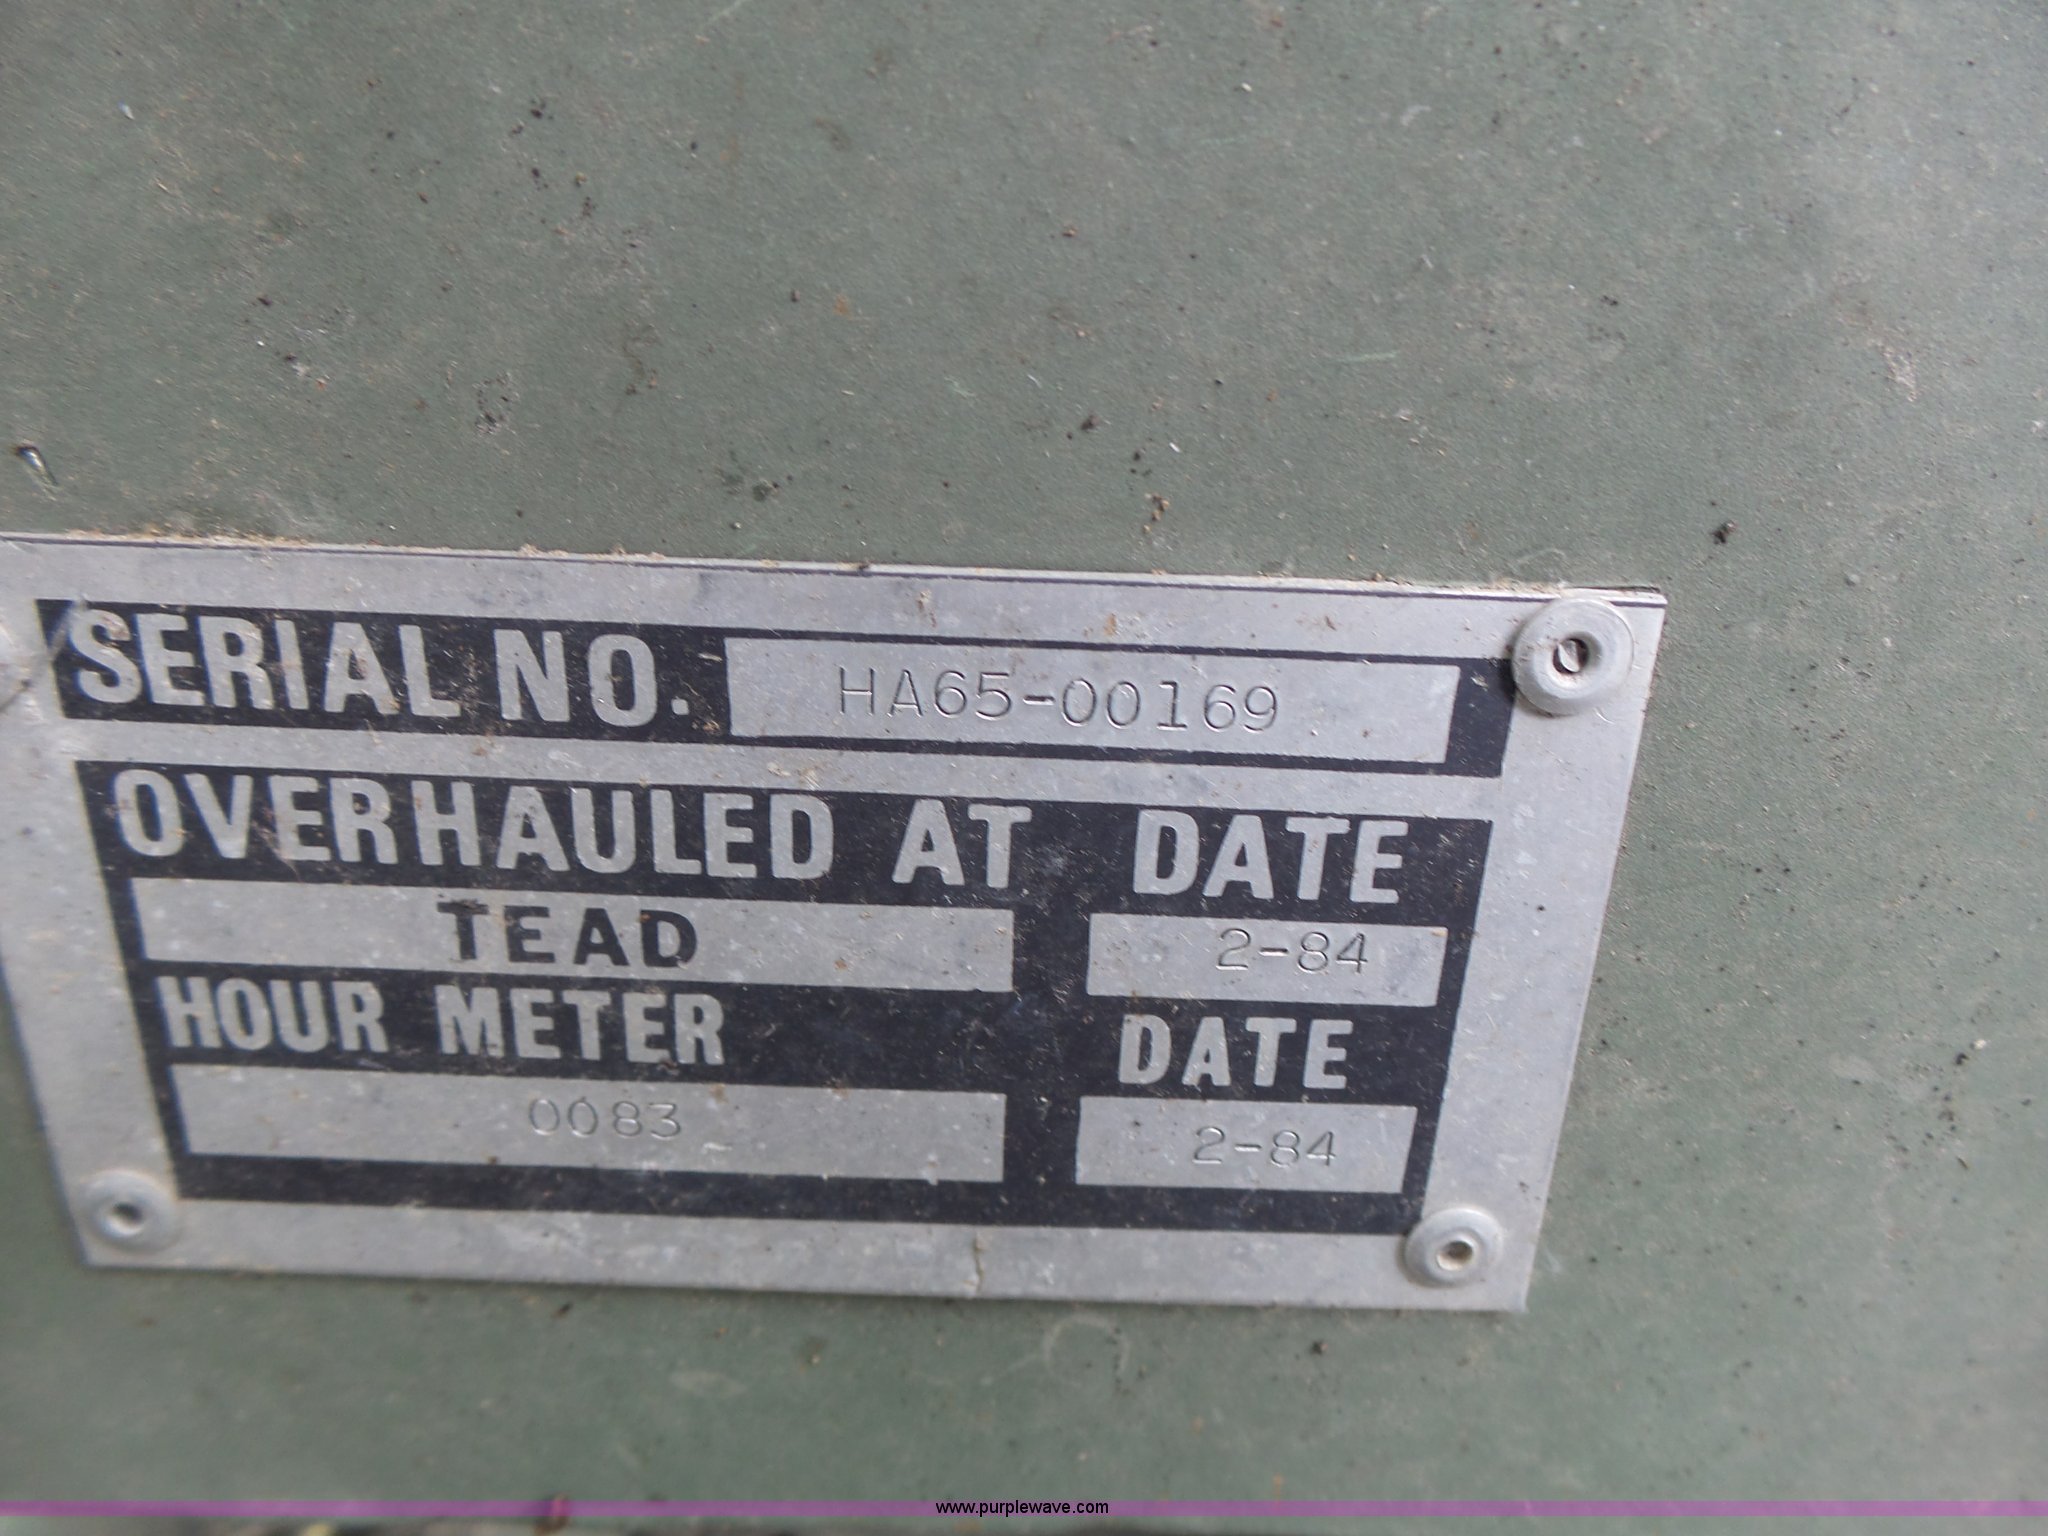 SERIAL NO. HA65-00169
OVERHAULED AT DATE
TEAD 2-84
HOUR METER DATE
0083 2-84
www.purplewave.com